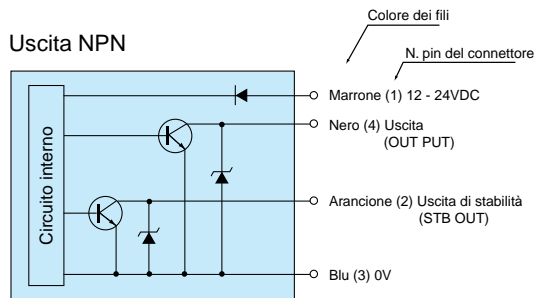 Colore dei fili
Uscita NPN
N. pin del connettore
Marrone (1) 12 - 24VDC
Nero (4) Uscita
(OUT PUT)
Circuito interno
Arancione (2) Uscita di stabilità
(STB OUT)
Blu (3) 0V